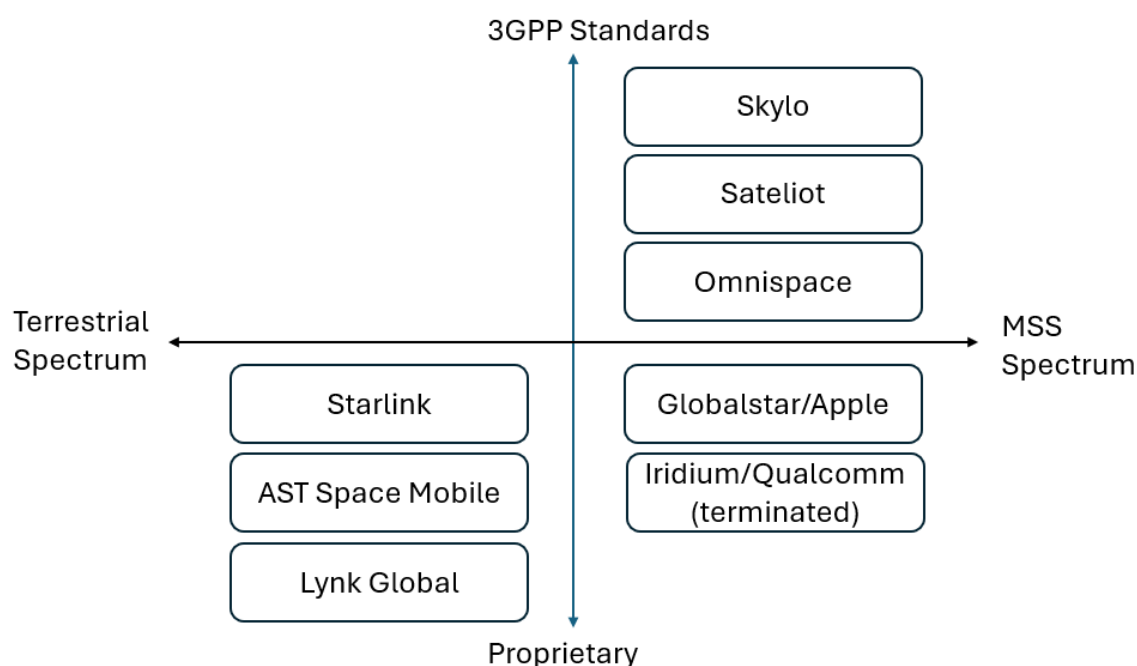 3GPP Standards
Skylo
Sateliot
Omnispace
Terrestrial
Spectrum
MSS
Spectrum
Starlink
Globalstar/Apple
AST Space Mobile
Iridium/Qualcomm
(terminated)
Lynk Global
Proprietary